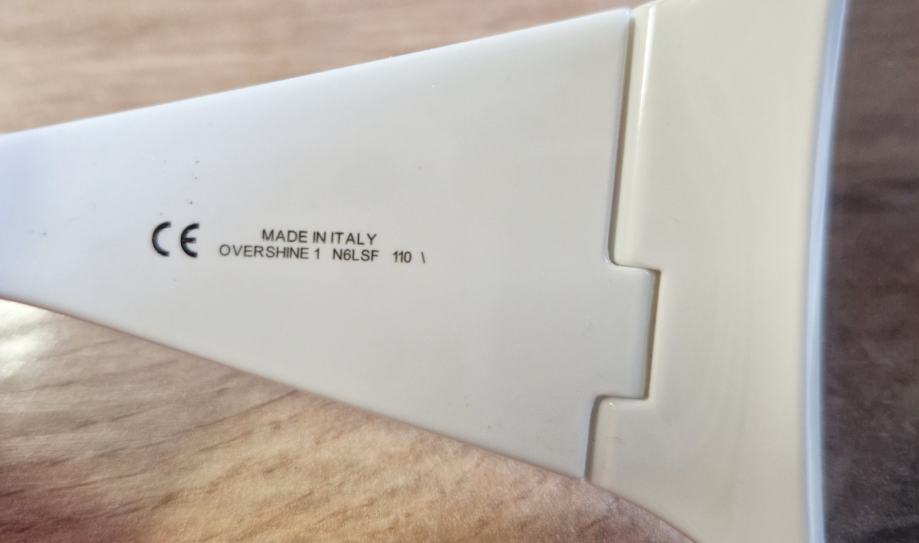 CE MADE IN ITALY
OVERSHINE 1 N6LSF 110 \